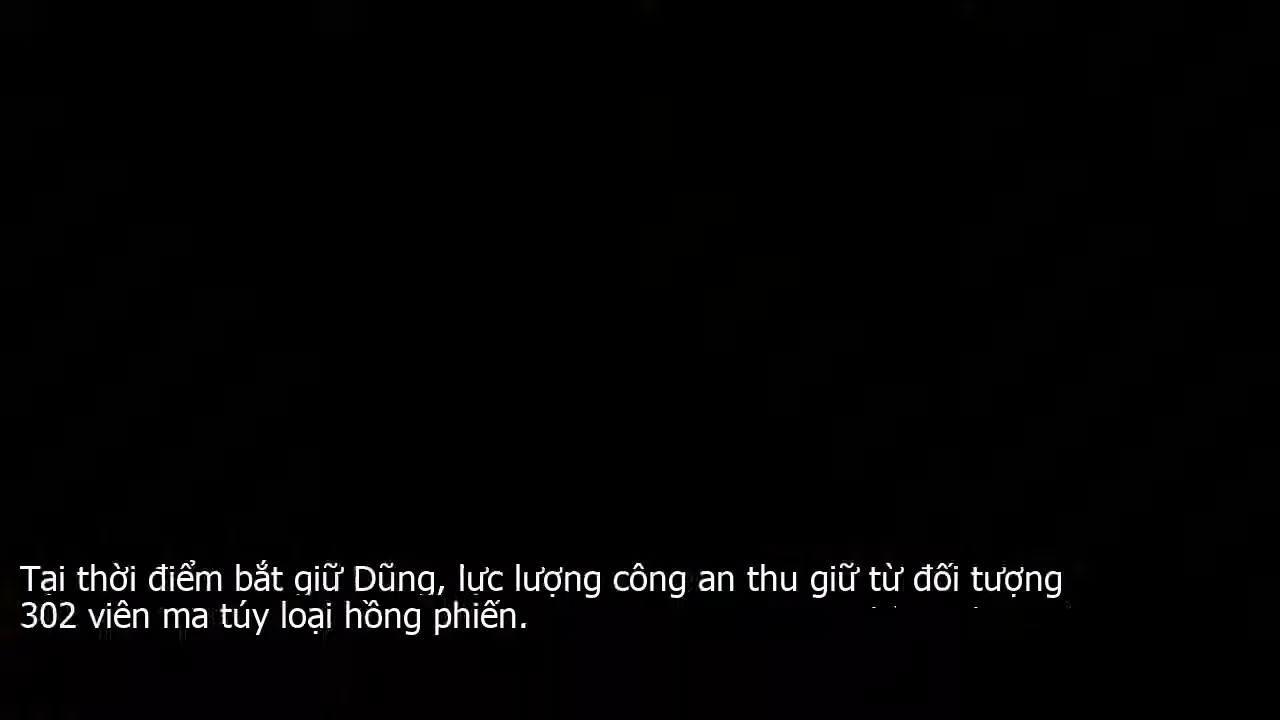 Tại thời điểm bắt giữ Dũng, lực lượng công an thu giữ từ đối tượng
302 viên ma túy loại hồng phiến.